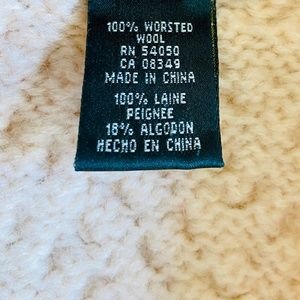 100% WORSTED
WOOL
RN 54050
CA 08349
MADE IN CHINA
100% LAINE
PEIGNEE
18% ALGODON
HECHO EN CHINA